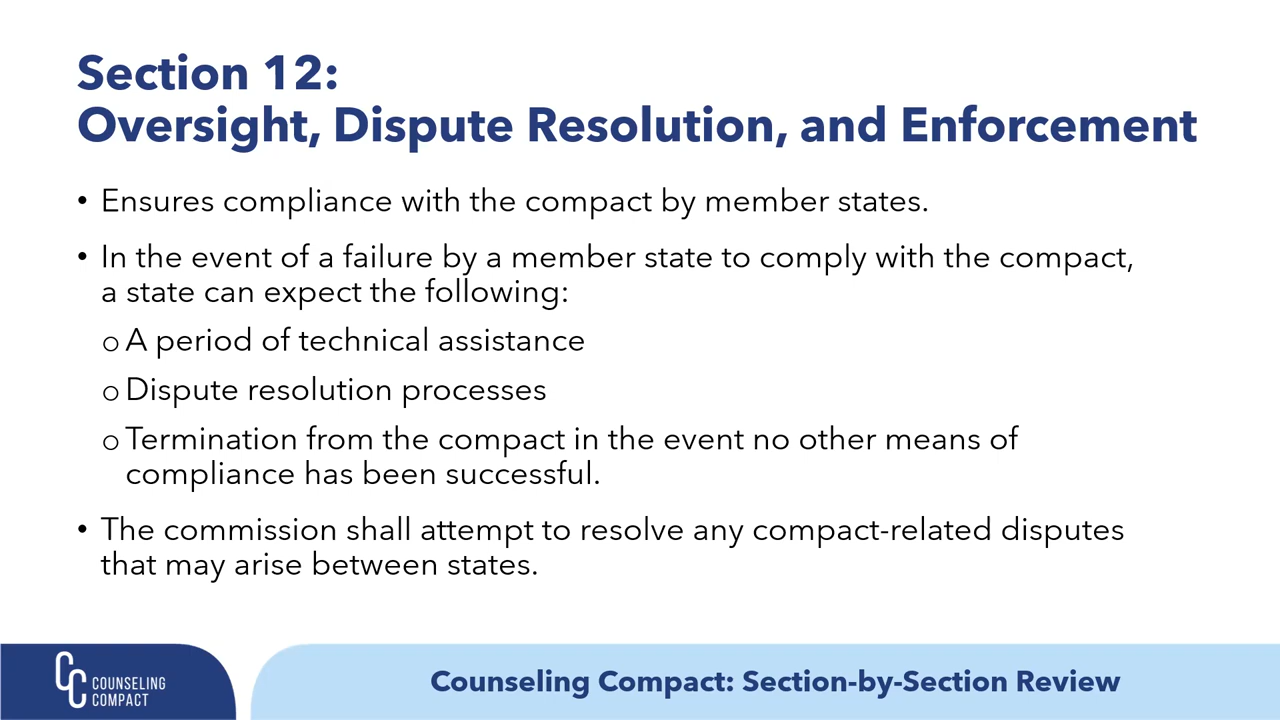 Section 12:
Oversight, Dispute Resolution, and Enforcement
• Ensures compliance with the compact by member states.
• In the event of a failure by a member state to comply with the compact,
a state can expect the following:
o A period of technical assistance
o Dispute resolution processes
o Termination from the compact in the event no other means of
compliance has been successful.
• The commission shall attempt to resolve any compact-related disputes
that may arise between states.
CC COUNSELING
COMPACT
Counseling Compact: Section-by-Section Review